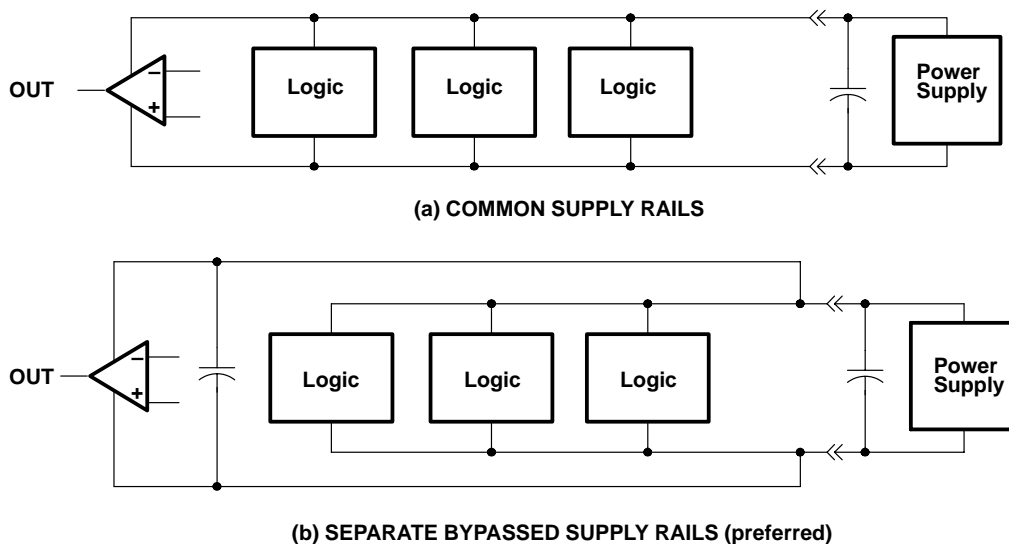 OUT
−
+
Logic
Logic
Logic
Power
Supply
(a) COMMON SUPPLY RAILS
OUT
−
+
Logic
Logic
Logic
Power
Supply
(b) SEPARATE BYPASSED SUPPLY RAILS (preferred)